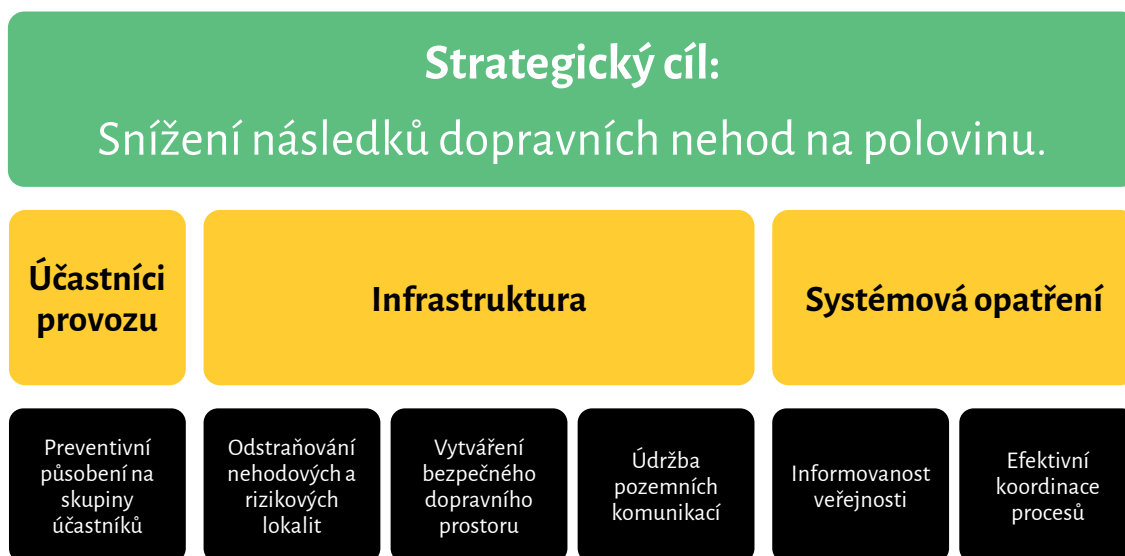 Strategický cíl:
Snížení následků dopravních nehod na polovinu.
Účastníci
provozu
Infrastruktura
Systémová opatření
Preventivní
působení na
skupiny
účastníků
Odstraňování
nehodových a
rizikových
lokalit
Vytváření
bezpečného
dopravního
prostoru
Údržba
pozemních
komunikací
Informovanost
veřejnosti
Efektivní
koordinace
procesů